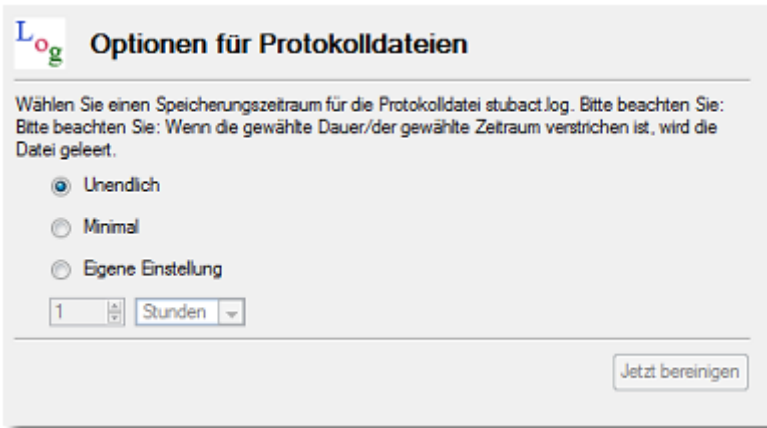 Log
Optionen für Protokolldateien
Wählen Sie einen Speicherungszeitraum für die Protokolldatei stubact.log. Bitte beachten Sie:
Bitte beachten Sie: Wenn die gewählte Dauer/der gewählte Zeitraum verstrichen ist, wird die
Datei geleert.
Unendlich
Minimal
Eigene Einstellung
1 Stunden
Jetzt bereinigen